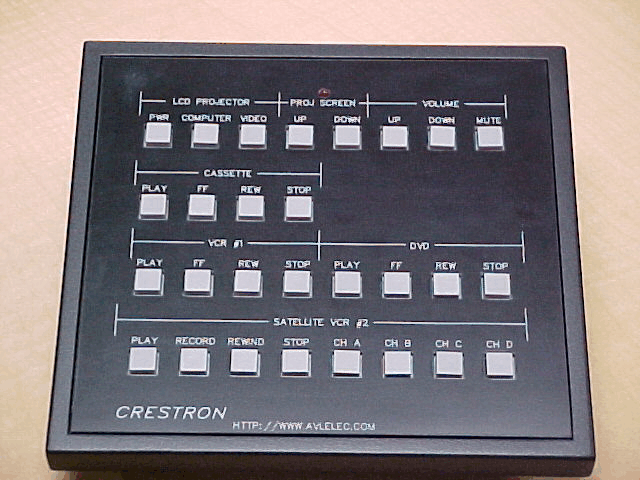 LCD PROJECTOR PROJ SCREEN VOLUME
PWR COMPUTER VIDEO UP DOWN UP DOWN MUTE
CASSETTE
PLAY FF REW STOP
VCR #1 DVD
PLAY FF REW STOP PLAY FF REW STOP
SATELLITE VCR #2
PLAY RECORD REWIND STOP CH A CH B CH C CH D
CRESTRON
HTTP://WWW.AVLELEC.COM